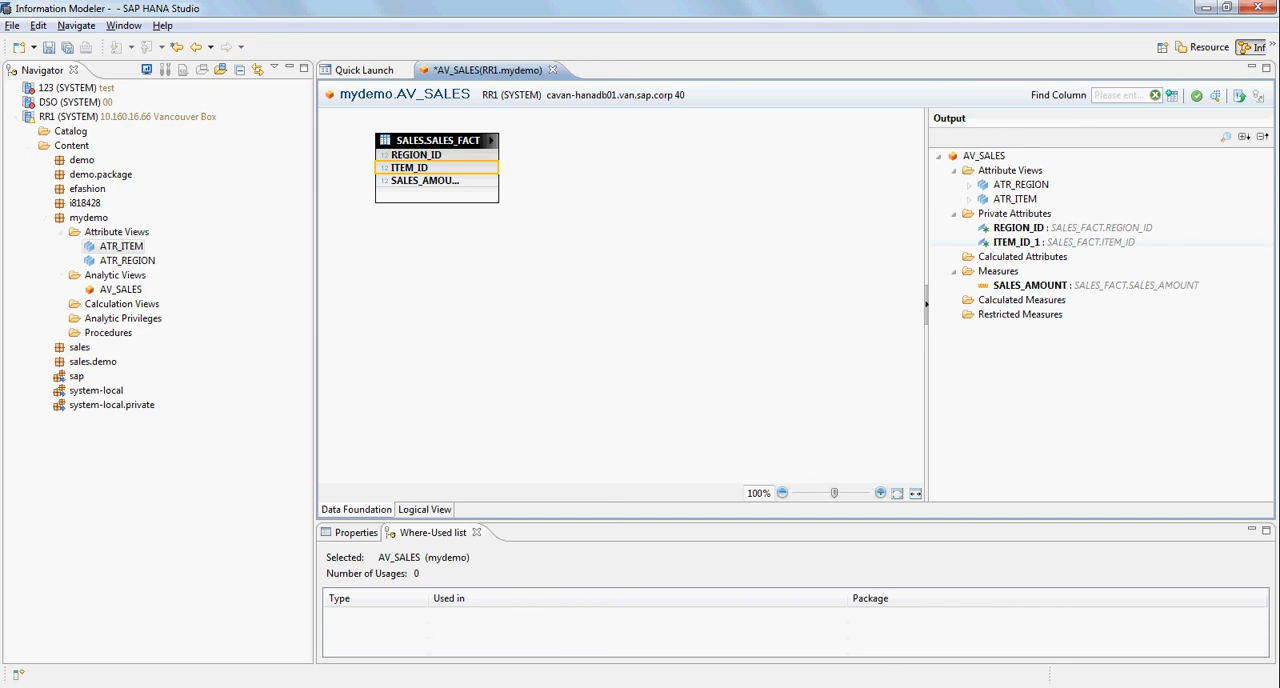 Information Modeler - - SAP HANA Studio
File Edit Navigate Window Help
Resource Inf
Navigator
123 (SYSTEM) test
DSO (SYSTEM) 00
RR1 (SYSTEM) 10.160.16.66 Vancouver Box
Catalog
Content
demo
demo.package
efashion
i818428
mydemo
Attribute Views
ATR_ITEM
ATR_REGION
Analytic Views
AV_SALES
Calculation Views
Analytic Privileges
Procedures
sales
sales.demo
sap
system-local
system-local.private
Quick Launch *AV_SALES(RR1.mydemo)
mydemo.AV_SALES RR1 (SYSTEM) cavan-hanadb01.van.sap.corp 40 Find Column Please ent...
SALES.SALES_FACT
12 REGION_ID
12 ITEM_ID
12 SALES_AMOU...
100%
Data Foundation Logical View
Output
AV_SALES
Attribute Views
ATR_REGION
ATR_ITEM
Private Attributes
REGION_ID : SALES_FACT.REGION_ID
ITEM_ID_1 : SALES_FACT.ITEM_ID
Calculated Attributes
Measures
SALES_AMOUNT : SALES_FACT.SALES_AMOUNT
Calculated Measures
Restricted Measures
Properties Where-Used list
Selected: AV_SALES (mydemo)
Number of Usages: 0
Type Used in Package